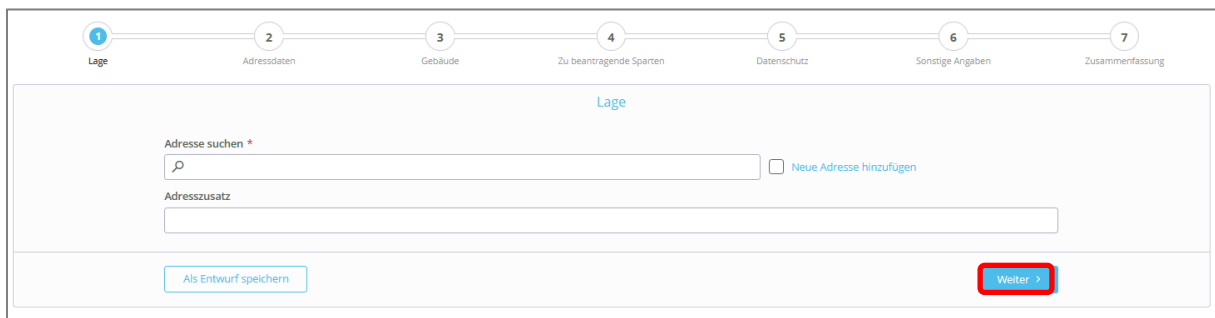 1 2 3 4 5 6 7
Lage Adressdaten Gebäude Zu beantragende Sparten Datenschutz Sonstige Angaben Zusammenfassung
Lage
Adresse suchen *
Neue Adresse hinzufügen
Adresszusatz
Als Entwurf speichern Weiter >